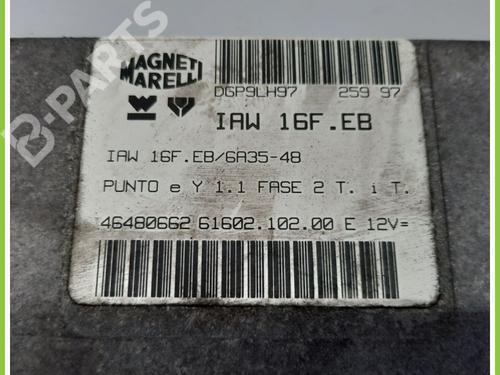 MAGNETI
MARELLI
DGP9LH97 259 97
IAW 16F.EB
IAW 16F.EB/6A35-48
PUNTO e Y 1.1 FASE 2 T. i T.
46480662 61602.102.00 E 12V=
B-PARTS